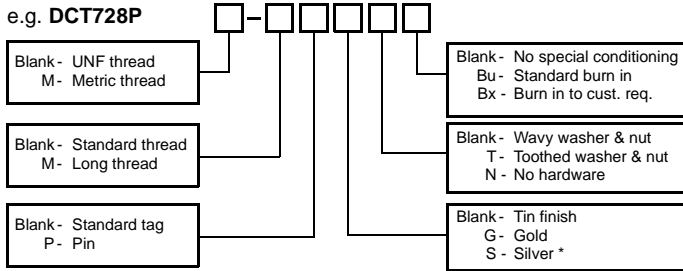 e.g. DCT728P
-
Blank - UNF thread
M - Metric thread
Blank - Standard thread
M - Long thread
Blank - Standard tag
P - Pin
Blank - No special conditioning
Bu - Standard burn in
Bx - Burn in to cust. req.
Blank - Wavy washer & nut
T - Toothed washer & nut
N - No hardware
Blank - Tin finish
G - Gold
S - Silver *